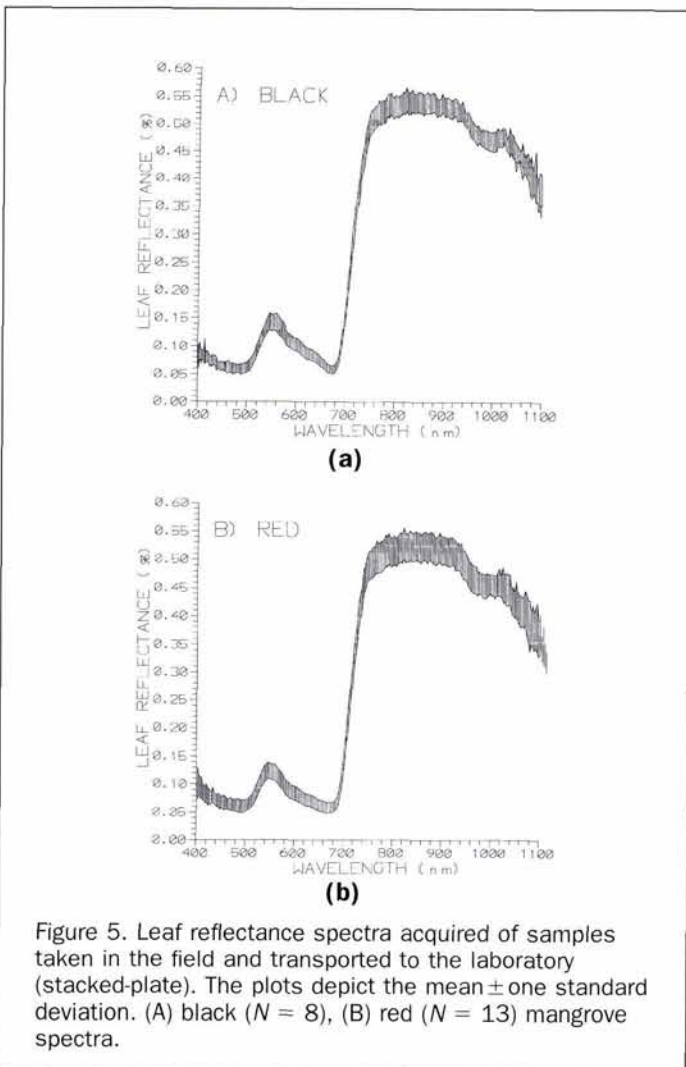 0.60
0.55
0.50
0.45
0.40
0.35
0.30
0.25
0.20
0.15
0.10
0.05
0.00
LEAF REFLECTANCE (%)
A) BLACK
400 500 600 700 800 900 1000 1100
WAVELENGTH (nm)
(a)
0.60
0.55
0.50
0.45
0.40
0.35
0.30
0.25
0.20
0.15
0.10
0.05
0.00
LEAF REFLECTANCE (%)
B) RED
400 500 600 700 800 900 1000 1100
WAVELENGTH (nm)
(b)
Figure 5. Leaf reflectance spectra acquired of samples
taken in the field and transported to the laboratory
(stacked-plate). The plots depict the mean ± one standard
deviation. (A) black (N = 8), (B) red (N = 13) mangrove
spectra.